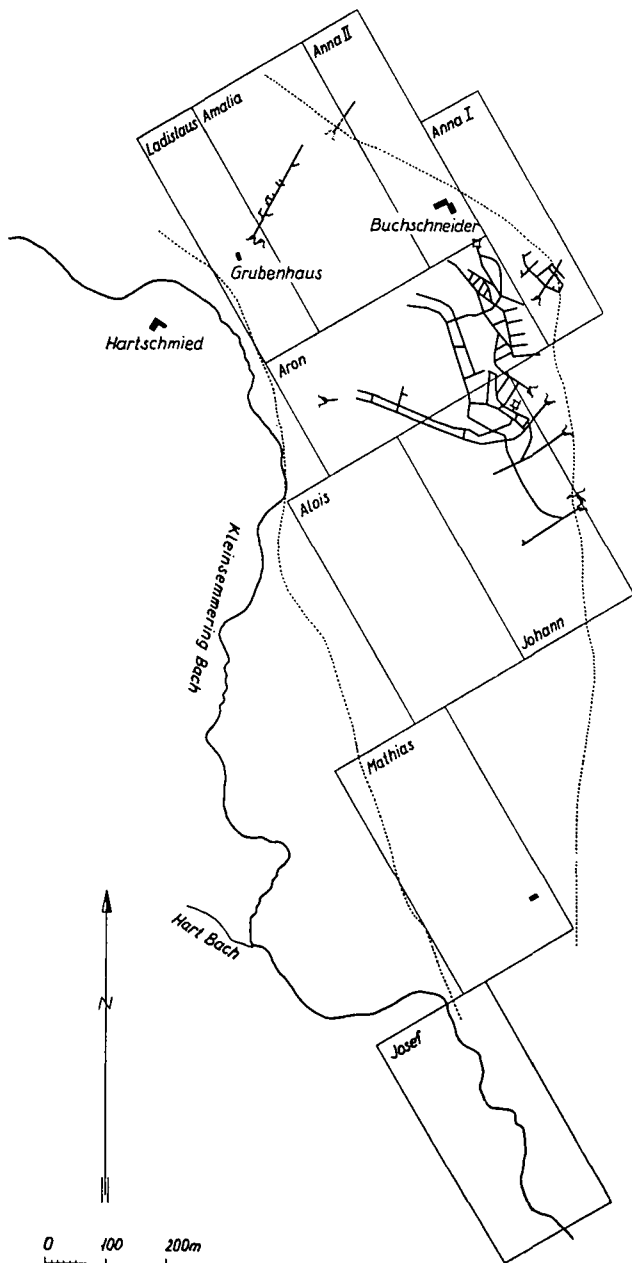 Anna II
Ladislaus
Amalia
Anna I
Buchschneider
Grubenhaus
Hartschmied
Aron
Alois
Kleinsemmering Bach
Johann
Mathias
Hart Bach
N
Josef
0 100 200m